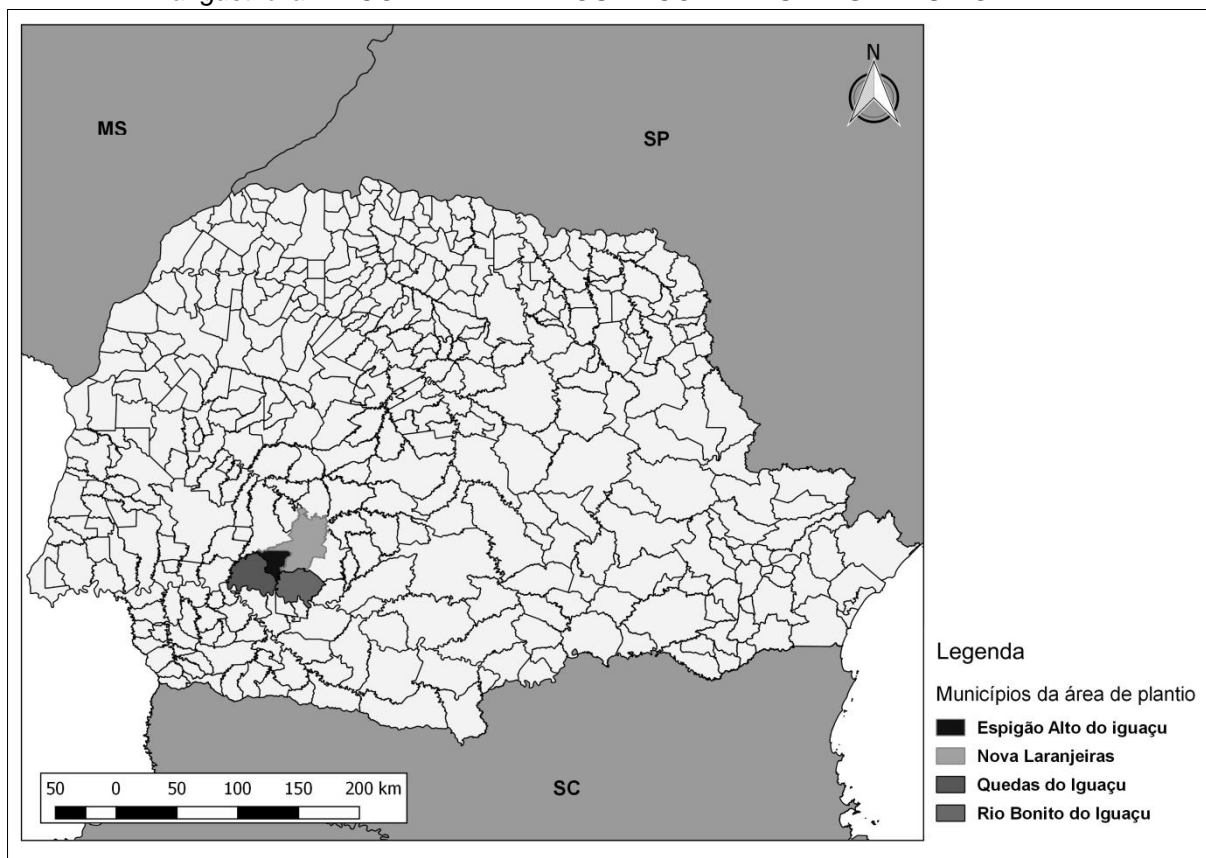 N
MS
SP
SC
50 0 50 100 150 200 km
Legenda
Municípios da área de plantio
Espigão Alto do iguaçu
Nova Laranjeiras
Quedas do Iguaçu
Rio Bonito do Iguaçu